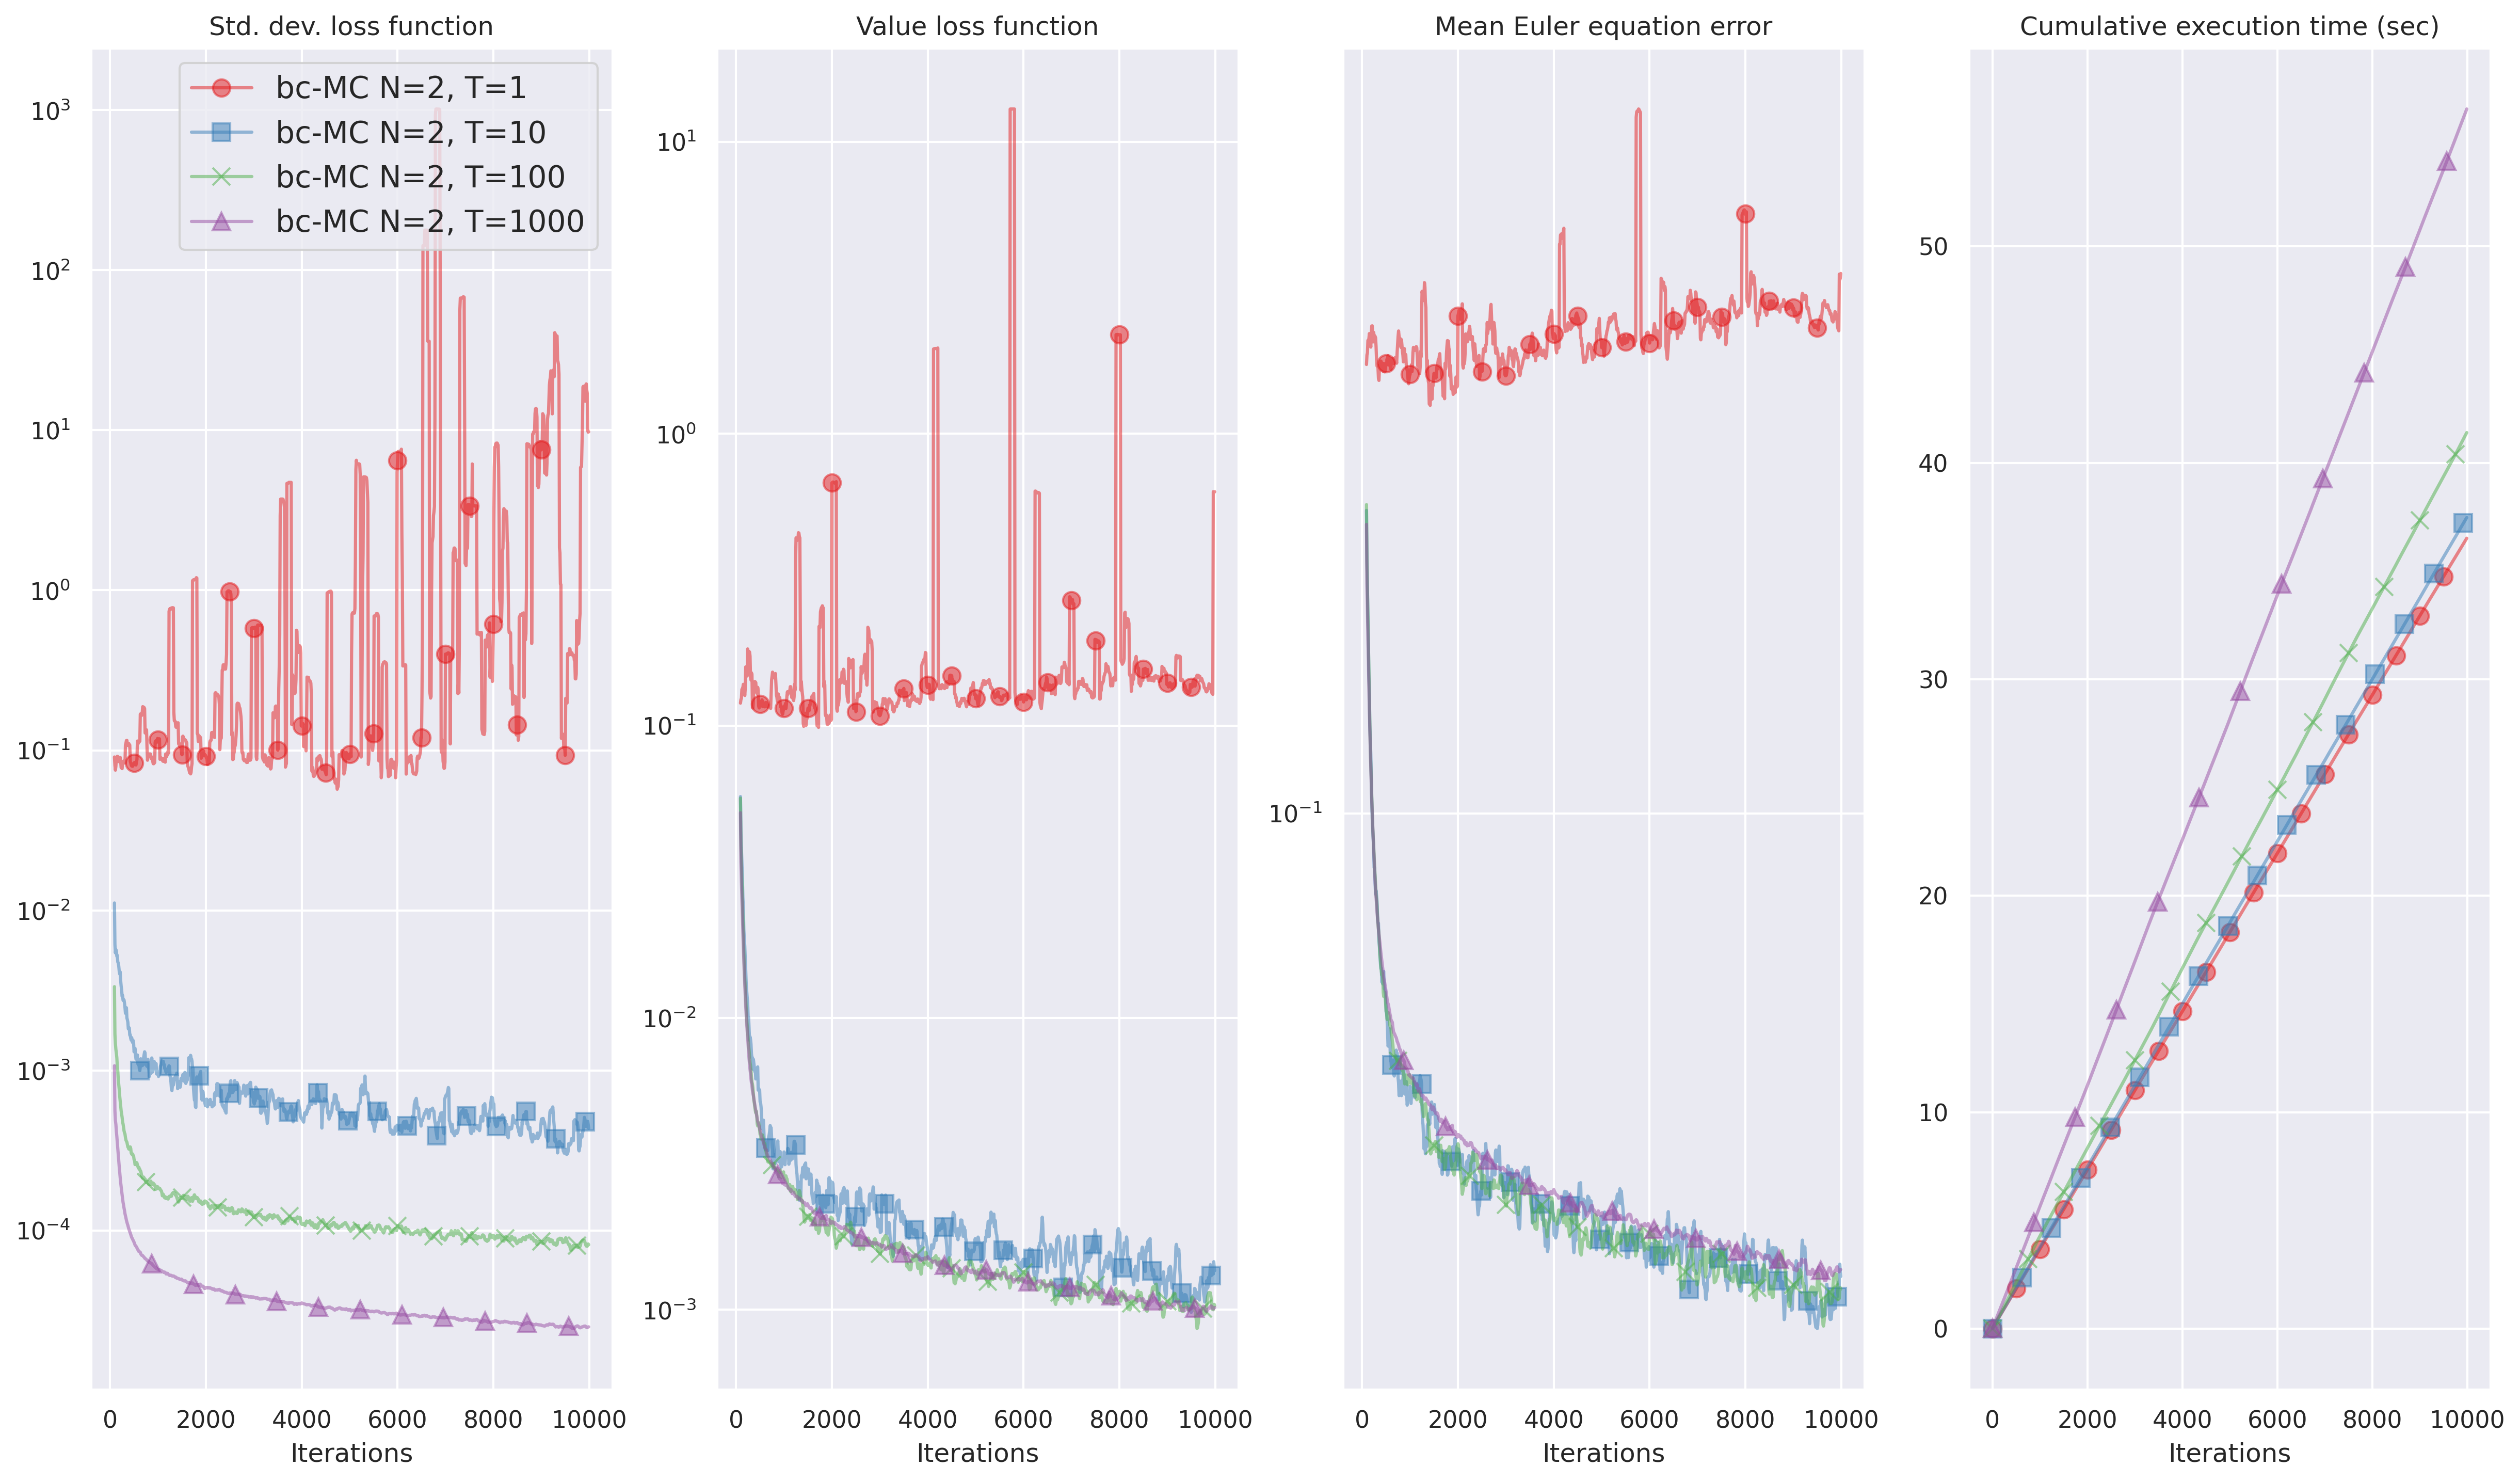 Std. dev. loss function
bc-MC N=2, T=1
bc-MC N=2, T=10
bc-MC N=2, T=100
bc-MC N=2, T=1000
10³
10²
10¹
10⁰
10⁻¹
10⁻²
10⁻³
10⁻⁴
0 2000 4000 6000 8000 10000
Iterations
Value loss function
10¹
10⁰
10⁻¹
10⁻²
10⁻³
0 2000 4000 6000 8000 10000
Iterations
Mean Euler equation error
10⁻¹
0 2000 4000 6000 8000 10000
Iterations
Cumulative execution time (sec)
50
40
30
20
10
0
0 2000 4000 6000 8000 10000
Iterations